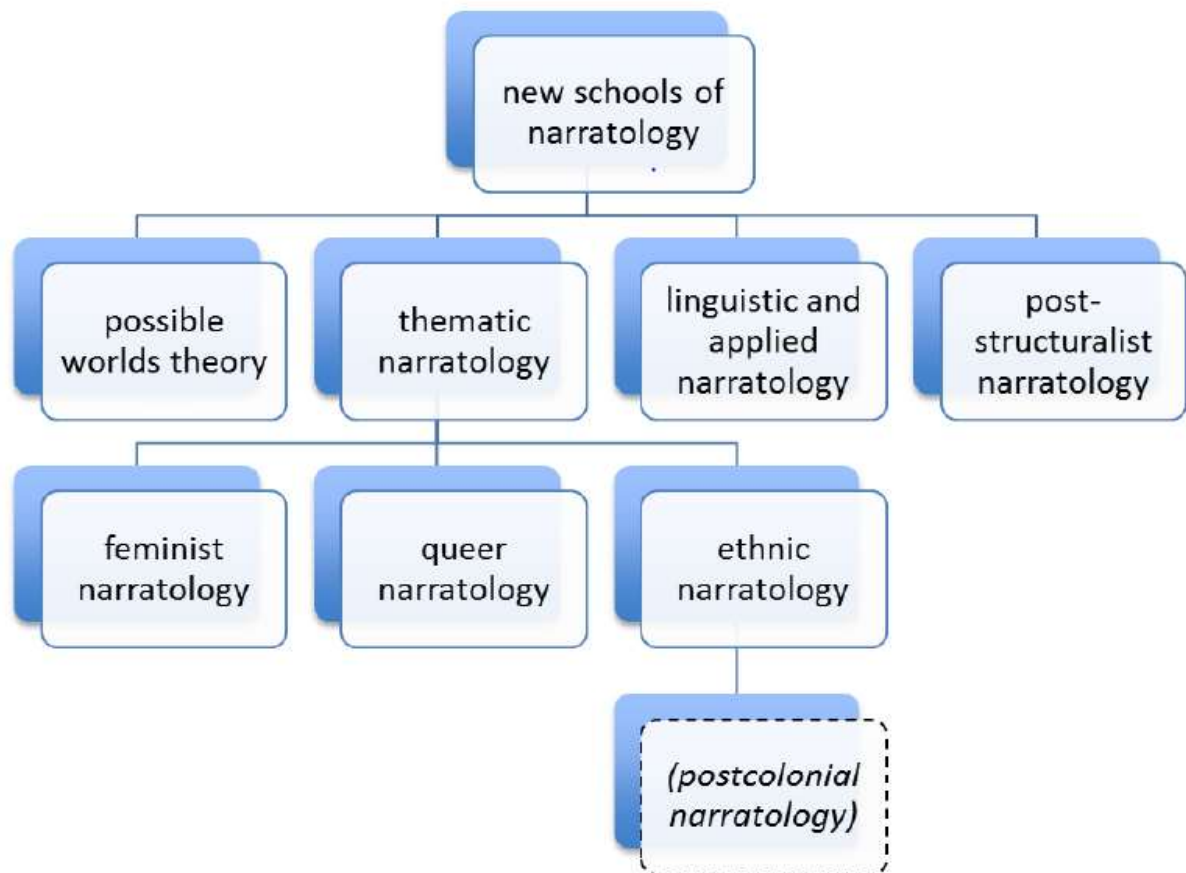 new schools of
narratology
possible
worlds theory
thematic
narratology
linguistic and
applied
narratology
post-
structuralist
narratology
feminist
narratology
queer
narratology
ethnic
narratology
(postcolonial
narratology)